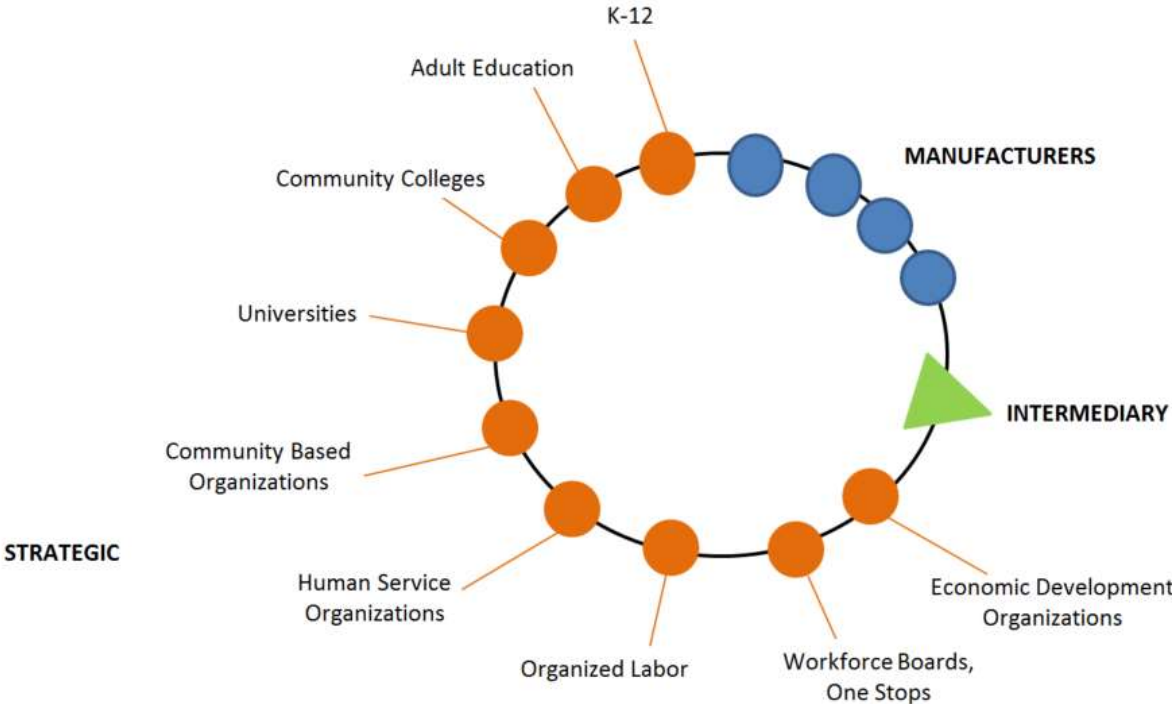 K-12
Adult Education
MANUFACTURERS
Community Colleges
Universities
INTERMEDIARY
Community Based
Organizations
STRATEGIC
Human Service
Organizations
Economic Development
Organizations
Organized Labor
Workforce Boards,
One Stops